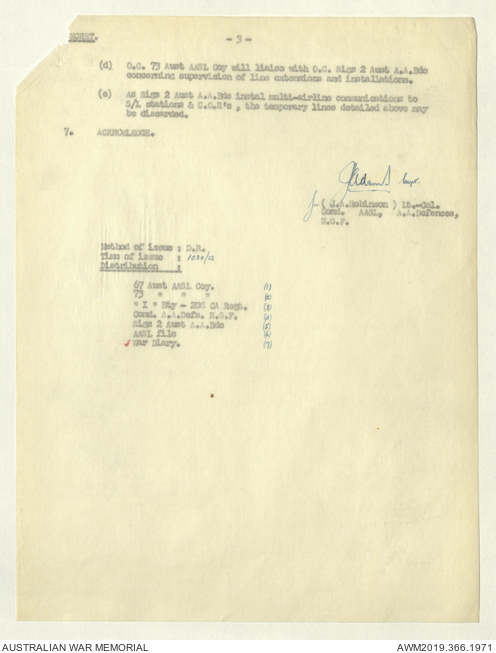 - 3 -
(d) O.C. 73 Aust AASL Coy will liaise with O.C. Sigs 2 Aust A.A.Bde
concerning supervision of line extensions and installations.
(e) As Sigs 2 Aust A.A.Bde instal multi-airline communications to
S/L stations & G.O.R's , the temporary lines detailed above may
be discarded.
7. ACKNOWLEDGE.
( G.A.Robinson ) Lt.-Col.
Comd. AASL, A.A.Defences,
N.G.F.
Method of issue : D.R.
Time of issue : 1030/12
Distribution :
67 Aust AASL Coy. (1)
73 " " " (2)
" X " Bty - 236 CA Regt. (3)
Comd. A.A.Defs. N.G.F. (4)
Sigs 2 Aust A.A.Bde (5)
AASL file (6)
War Diary. (7)
AUSTRALIAN WAR MEMORIAL AWM2019.366.1971